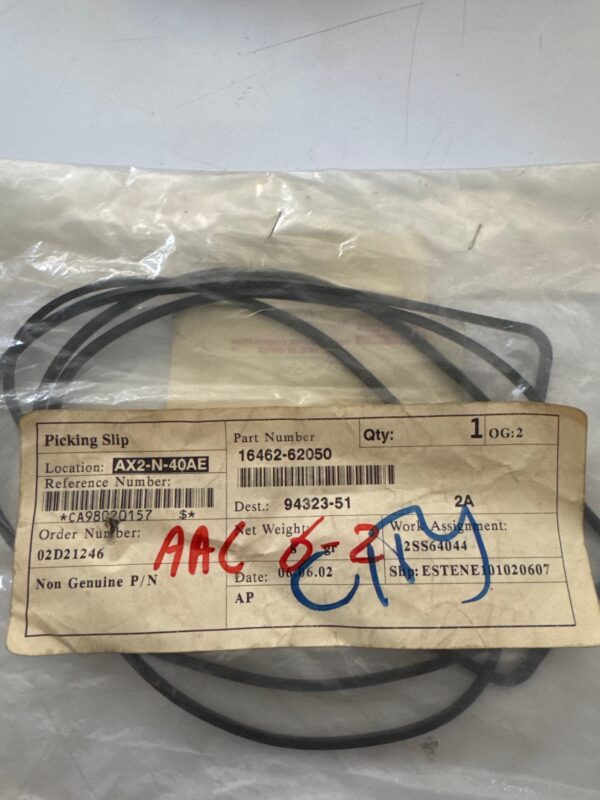 Picking Slip
Location: AX2-N-40AE
Reference Number:
*CA98020157 $*
Order Number:
02D21246
Non Genuine P/N
Part Number
16462-62050
Qty: 1 OG:2
Dest.: 94323-51 2A
Net Weight:
gr
Work Assignment:
2SS64044
Date: 06.06.02
Shp: ESTENE101020607
AP
AAC 6-2
CTTY